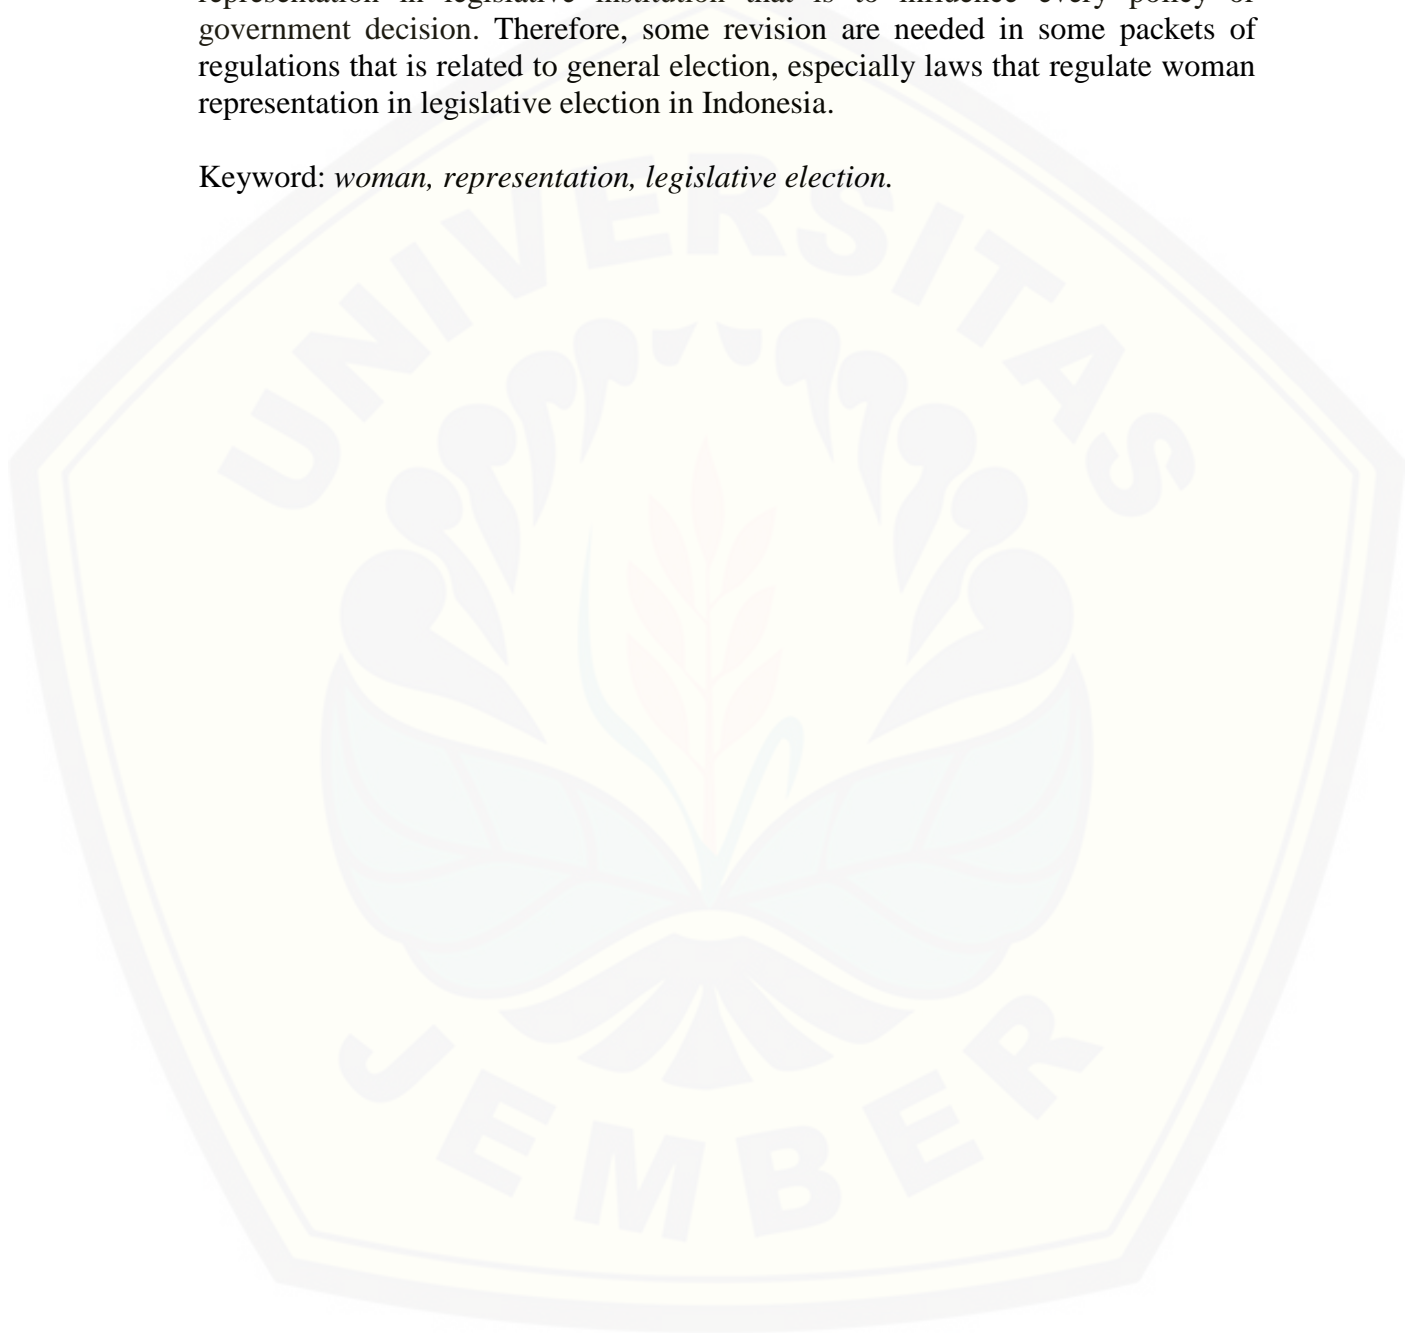 representation in legislative institution that is to influence every policy or
government decision. Therefore, some revision are needed in some packets of
regulations that is related to general election, especially laws that regulate woman
representation in legislative election in Indonesia.
Keyword: woman, representation, legislative election.
UNIVERSITAS
JEMBER